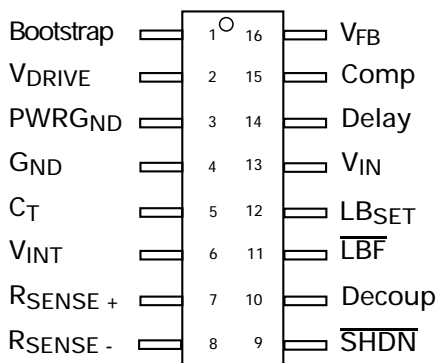 Bootstrap 1 16 VFB
VDRIVE 2 15 Comp
PWRGND 3 14 Delay
GND 4 13 VIN
CT 5 12 LBSET
VINT 6 11 LBF
RSENSE + 7 10 Decoup
RSENSE - 8 9 SHDN